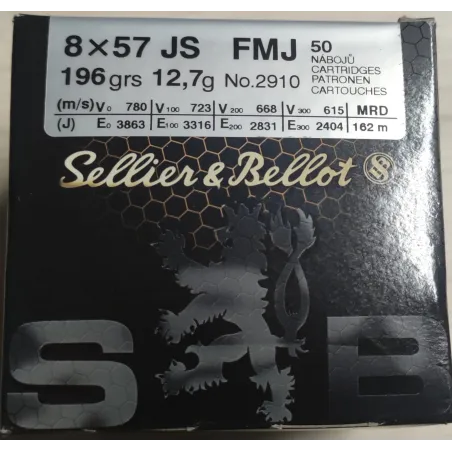 8×57 JS FMJ 50
NÁBOJŮ
196 grs 12,7g No.2910 CARTRIDGES
PATRONEN
CARTOUCHES
(m/s) V0 780 V100 723 V200 668 V300 615 MRD
(J) E0 3863 E100 3316 E200 2831 E300 2404 162 m
Sellier & Bellot
S B